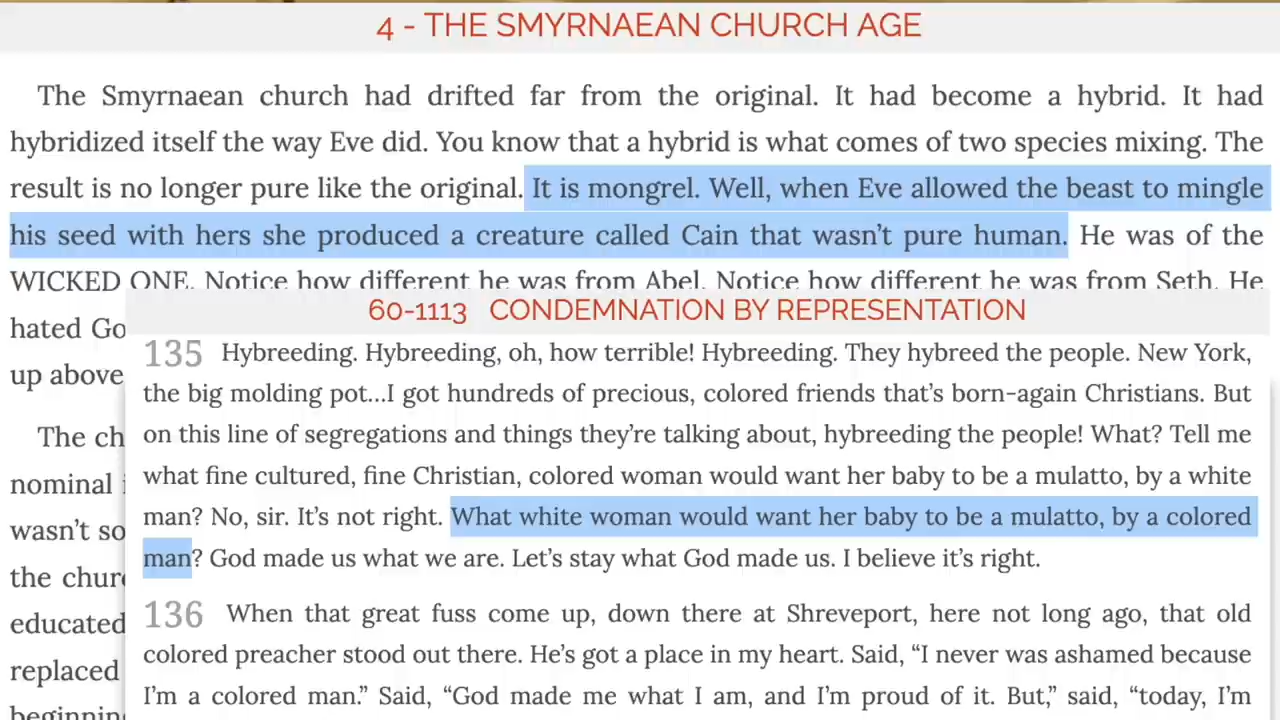 4 - THE SMYRNAEAN CHURCH AGE
The Smyrnaean church had drifted far from the original. It had become a hybrid. It had
hybridized itself the way Eve did. You know that a hybrid is what comes of two species mixing. The
result is no longer pure like the original. It is mongrel. Well, when Eve allowed the beast to mingle
his seed with hers she produced a creature called Cain that wasn’t pure human. He was of the
WICKED ONE. Notice how different he was from Abel. Notice how different he was from Seth. He
hated Go
up above
The ch
nominal
wasn’t so
the churc
educated
replaced
beginning
60-1113 CONDEMNATION BY REPRESENTATION
135 Hybreeding. Hybreeding, oh, how terrible! Hybreeding. They hybreed the people. New York,
the big molding pot...I got hundreds of precious, colored friends that’s born-again Christians. But
on this line of segregations and things they’re talking about, hybreeding the people! What? Tell me
what fine cultured, fine Christian, colored woman would want her baby to be a mulatto, by a white
man? No, sir. It’s not right. What white woman would want her baby to be a mulatto, by a colored
man? God made us what we are. Let’s stay what God made us. I believe it’s right.
136 When that great fuss come up, down there at Shreveport, here not long ago, that old
colored preacher stood out there. He’s got a place in my heart. Said, “I never was ashamed because
I’m a colored man.” Said, “God made me what I am, and I’m proud of it. But,” said, “today, I’m